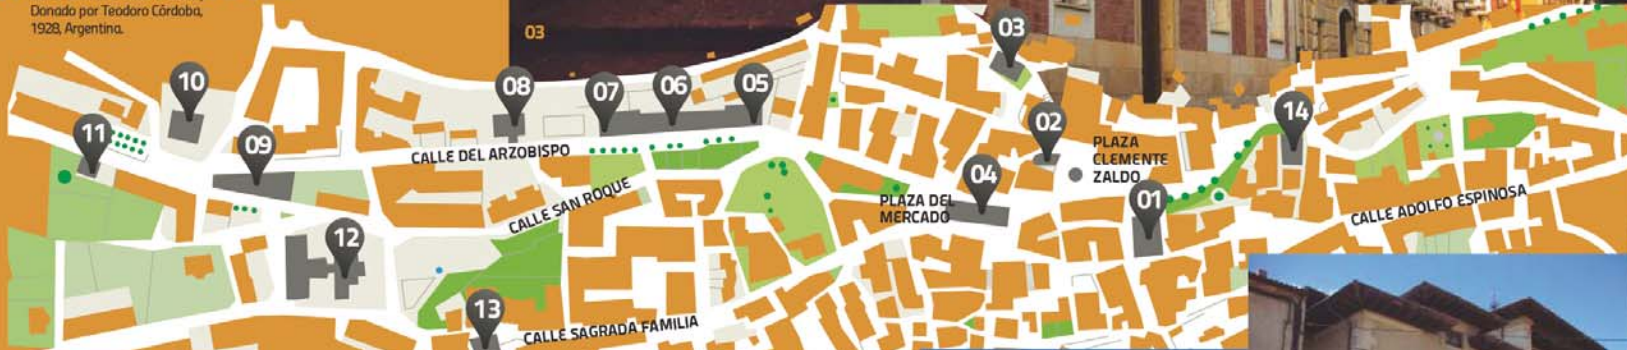 Donado por Teodoro Córdoba,
1928, Argentina.
03
03
10
08
07
06
05
14
11
09
02
CALLE DEL ARZOBISPO
PLAZA
CLEMENTE
ZALDO
04
CALLE SAN ROQUE
PLAZA DEL
MERCADO
01
CALLE ADOLFO ESPINOSA
12
13
CALLE SAGRADA FAMILIA